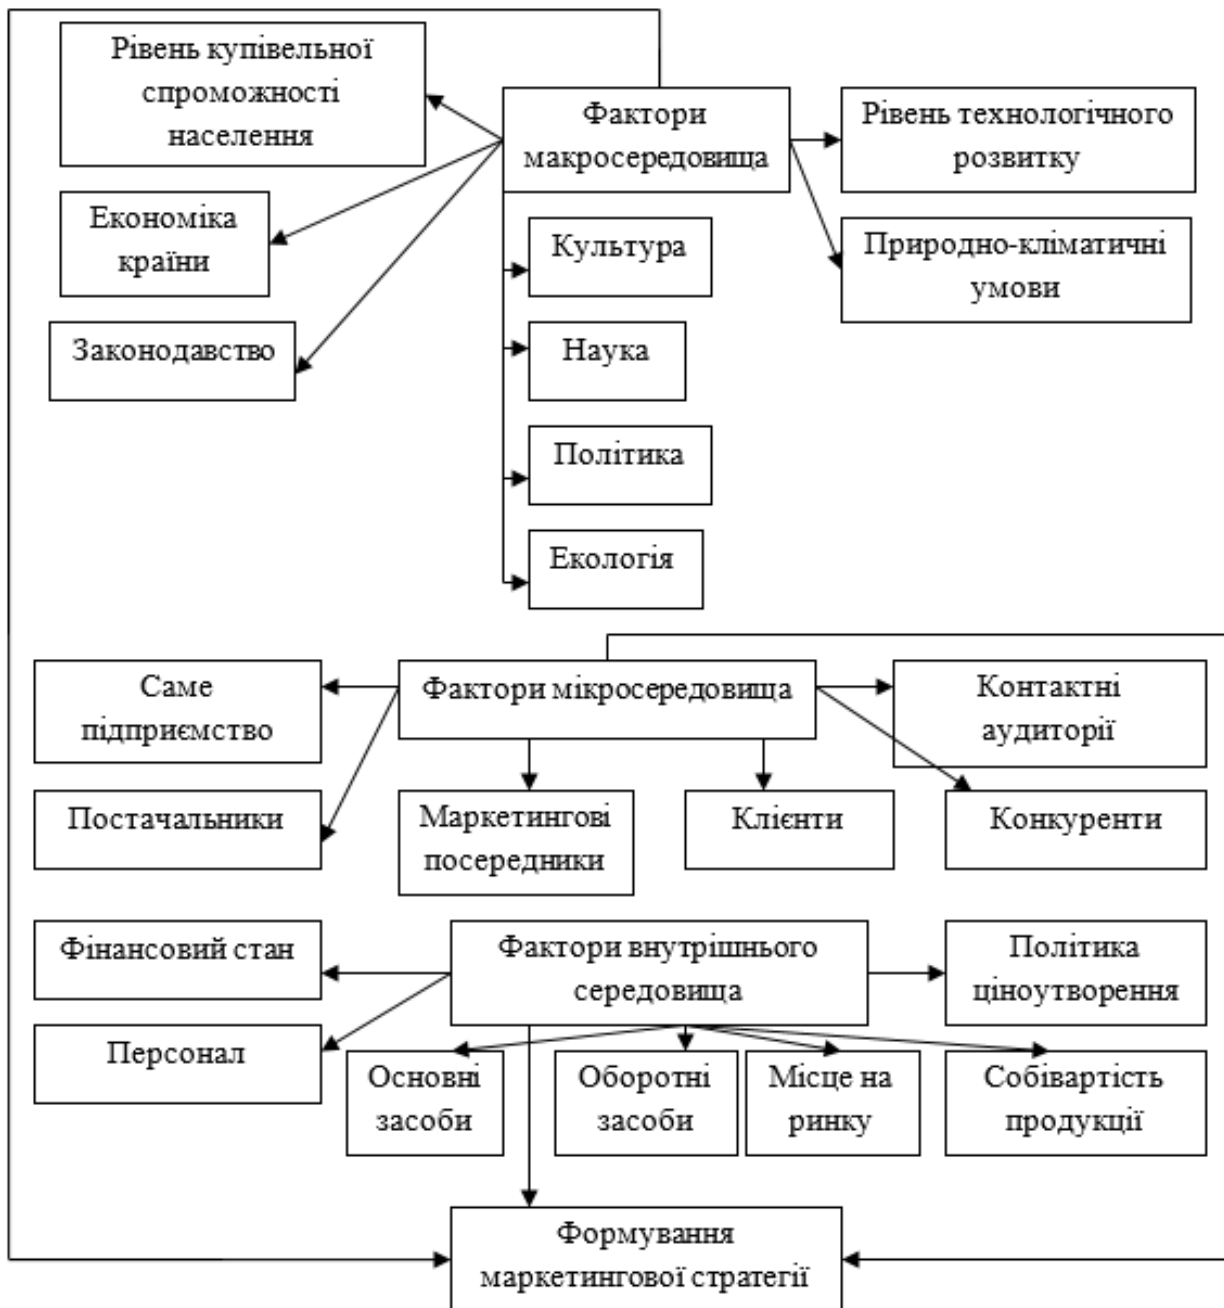 Рівень купівельної
спроможності
населення
Фактори
макросередовища
Рівень технологічного
розвитку
Економіка
країни
Культура
Природно-кліматичні
умови
Законодавство
Наука
Політика
Екологія
Саме
підприємство
Фактори мікросередовища
Контактні
аудиторії
Постачальники
Маркетингові
посередники
Клієнти
Конкуренти
Фінансовий стан
Фактори внутрішнього
середовища
Політика
ціноутворення
Персонал
Основні
засоби
Оборотні
засоби
Місце на
ринку
Собівартість
продукції
Формування
маркетингової стратегії